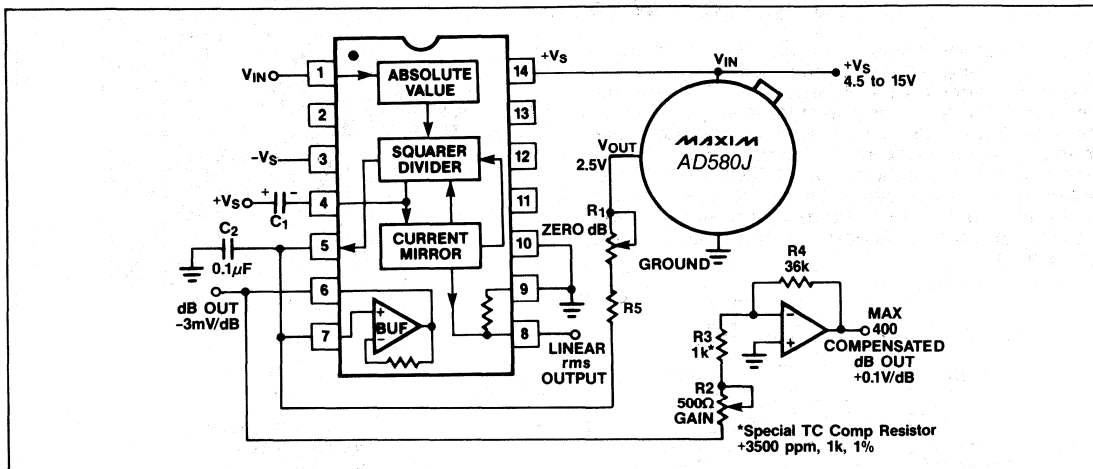 VIN
1
2
-VS
3
+VS
+ -
4
C1
C2
0.1µF
5
6
dB OUT
-3mV/dB
7
ABSOLUTE
VALUE
SQUARER
DIVIDER
CURRENT
MIRROR
+
BUF
-
+VS
14
13
12
11
10
9
8
LINEAR
rms
OUTPUT
VIN
+VS
4.5 to 15V
MAXIM
AD580J
VOUT
2.5V
R1
ZERO dB
GROUND
R5
R4
36k
-
+
MAX
400
COMPENSATED
dB OUT
+0.1V/dB
R3
1k*
R2
500Ω
GAIN
*Special TC Comp Resistor
+3500 ppm, 1k, 1%